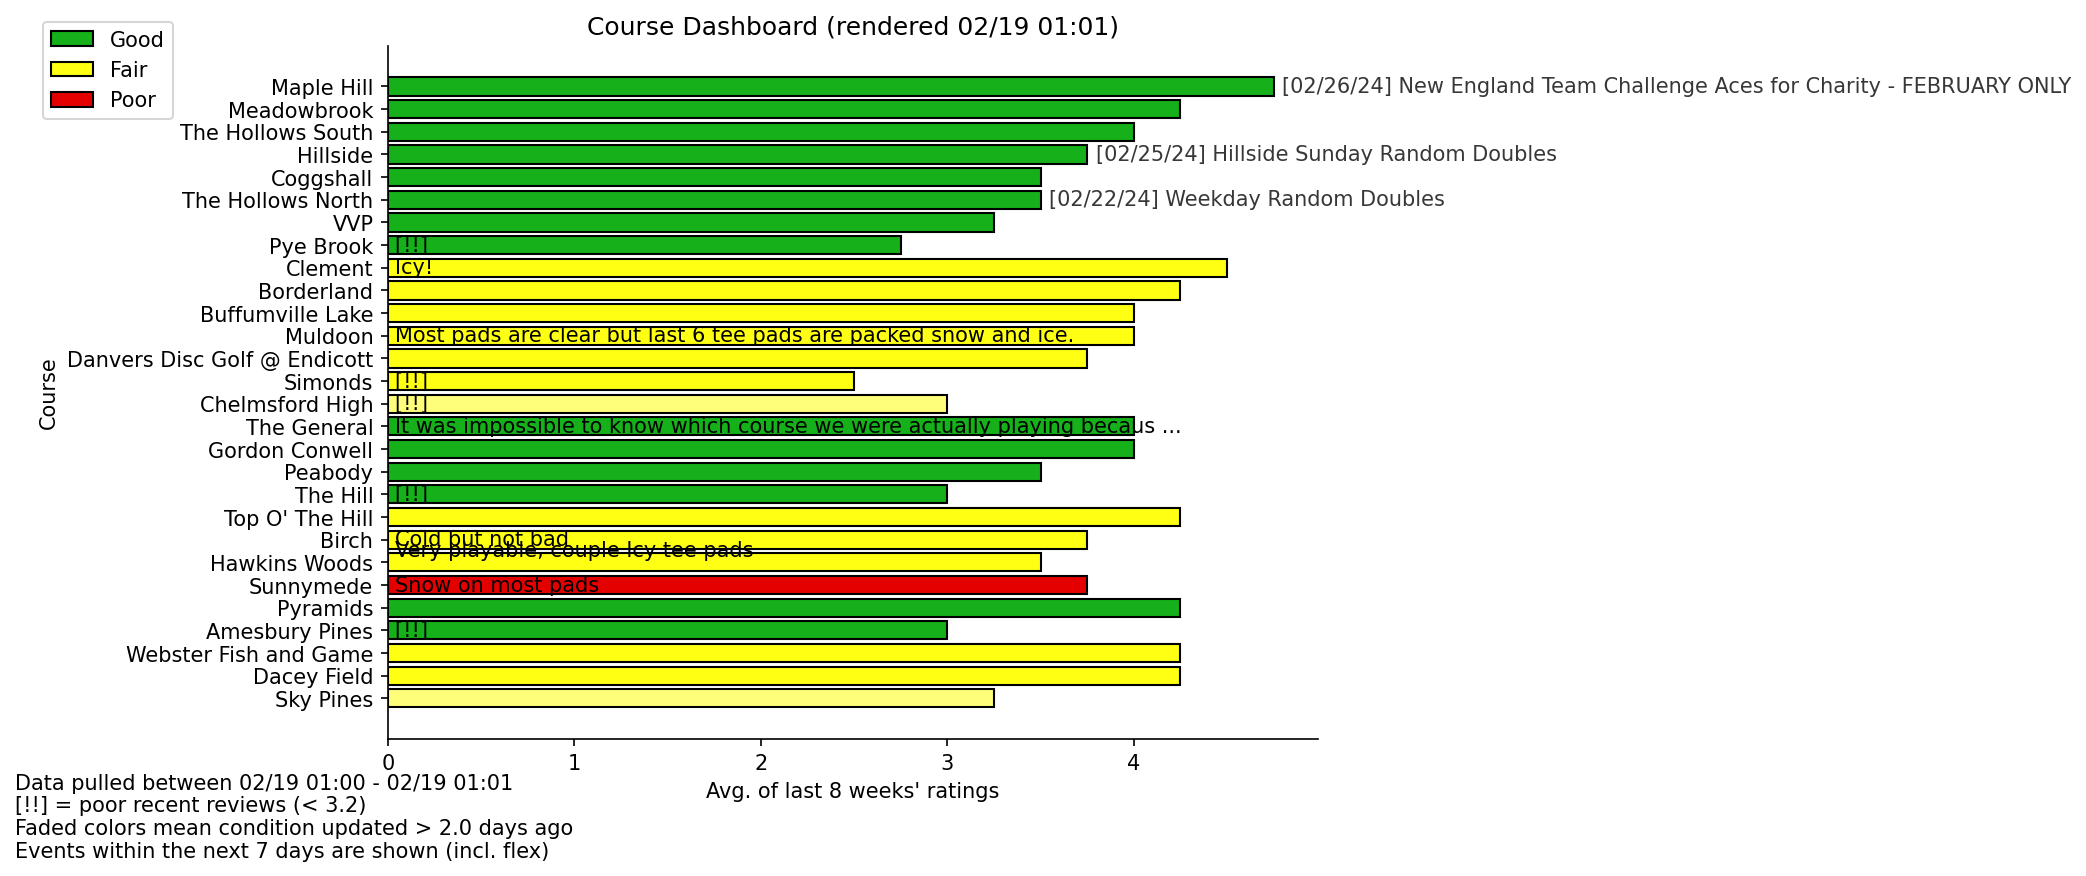 Course Dashboard (rendered 02/19 01:01)
Good
Fair
Poor
Course
Maple Hill [02/26/24] New England Team Challenge Aces for Charity - FEBRUARY ONLY
Meadowbrook
The Hollows South
Hillside [02/25/24] Hillside Sunday Random Doubles
Coggshall
The Hollows North [02/22/24] Weekday Random Doubles
VVP
Pye Brook [!!]
Clement Icy!
Borderland
Buffumville Lake
Muldoon Most pads are clear but last 6 tee pads are packed snow and ice.
Danvers Disc Golf @ Endicott
Simonds [!!]
Chelmsford High [!!]
The General It was impossible to know which course we were actually playing becaus ...
Gordon Conwell
Peabody
The Hill [!!]
Top O' The Hill
Birch Cold but not bad
Very playable, couple Icy tee pads
Hawkins Woods
Sunnymede Snow on most pads
Pyramids
Amesbury Pines [!!]
Webster Fish and Game
Dacey Field
Sky Pines
0 1 2 3 4
Avg. of last 8 weeks' ratings
Data pulled between 02/19 01:00 - 02/19 01:01
[!!] = poor recent reviews (< 3.2)
Faded colors mean condition updated > 2.0 days ago
Events within the next 7 days are shown (incl. flex)